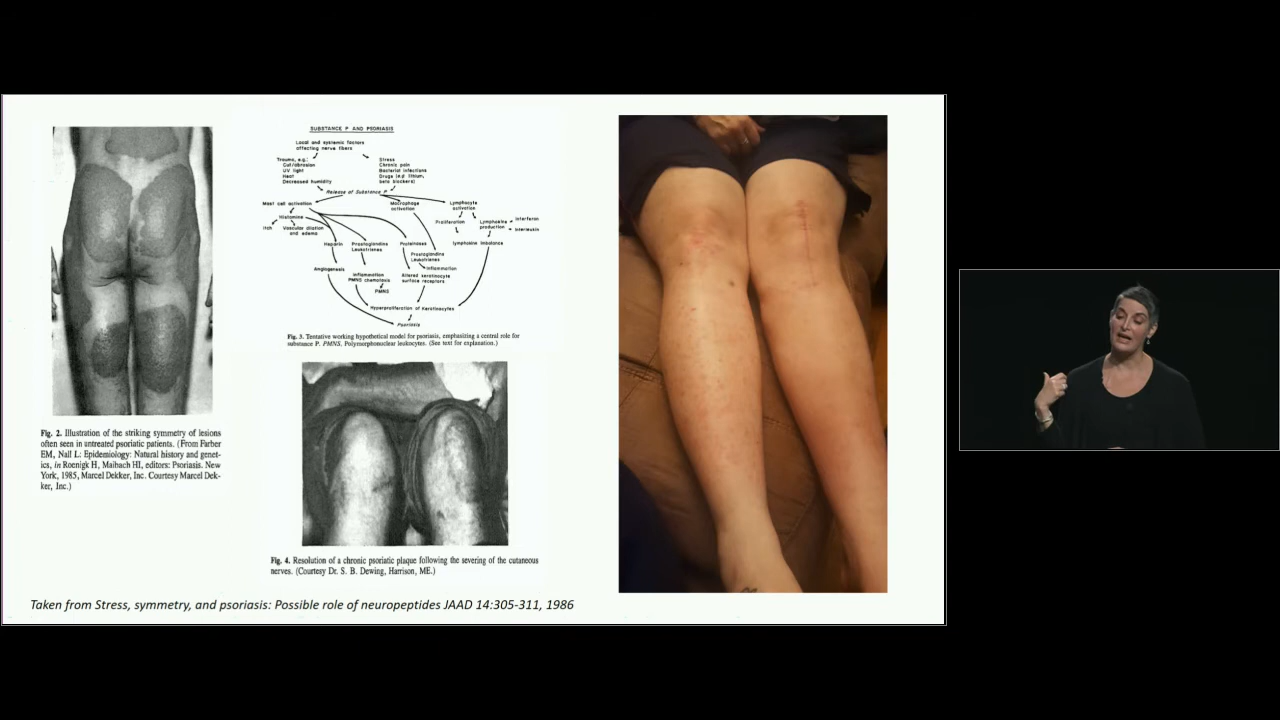 SUBSTANCE P AND PSORIASIS
Local and systemic factors
affecting nerve fibers
Trauma, e.g.:
Cut/abrasion
UV light
Heat
Decreased humidity
Stress
Chronic pain
Bacterial infections
Drugs (e.g. lithium,
beta blockers)
Release of Substance P
Mast cell activation
Macrophage
activation
Lymphocyte
activation
Histamine
Proliferation
Lymphokine
production
Interferon
Interleukin
Itch
Vascular dilation
and edema
Heparin
Prostaglandins
Leukotrienes
Proteinases
lymphokine imbalance
Prostaglandins
Leukotrienes
Inflammation
Angiogenesis
Inflammation
PMNS chemotaxis
Altered keratinocyte
surface receptors
PMNS
Hyperproliferation of Keratinocytes
Psoriasis
Fig. 3. Tentative working hypothetical model for psoriasis, emphasizing a central role for
substance P. PMNS, Polymorphonuclear leukocytes. (See text for explanation.)
Fig. 2. Illustration of the striking symmetry of lesions
often seen in untreated psoriatic patients. (From Farber
EM, Nall L: Epidemiology: Natural history and genet-
ics, in Roenigk H, Maibach HI, editors: Psoriasis. New
York, 1985, Marcel Dekker, Inc. Courtesy Marcel Dek-
ker, Inc.)
Fig. 4. Resolution of a chronic psoriatic plaque following the severing of the cutaneous
nerves. (Courtesy Dr. S. B. Dewing, Harrison, ME.)
Taken from Stress, symmetry, and psoriasis: Possible role of neuropeptides JAAD 14:305-311, 1986